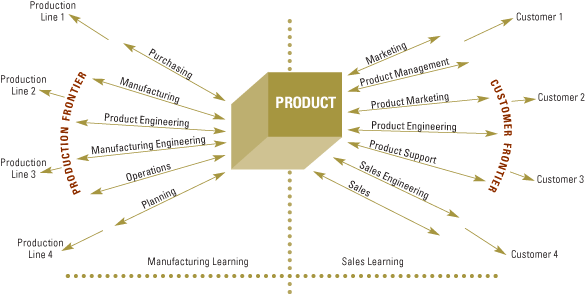 Production
Line 1
Production
Line 2
Production
Line 3
Production
Line 4
PRODUCTION FRONTIER
Purchasing
Manufacturing
Product Engineering
Manufacturing Engineering
Operations
Planning
PRODUCT
Marketing
Product Management
Product Marketing
Product Engineering
Product Support
Sales Engineering
Sales
CUSTOMER FRONTIER
Customer 1
Customer 2
Customer 3
Customer 4
Manufacturing Learning
Sales Learning